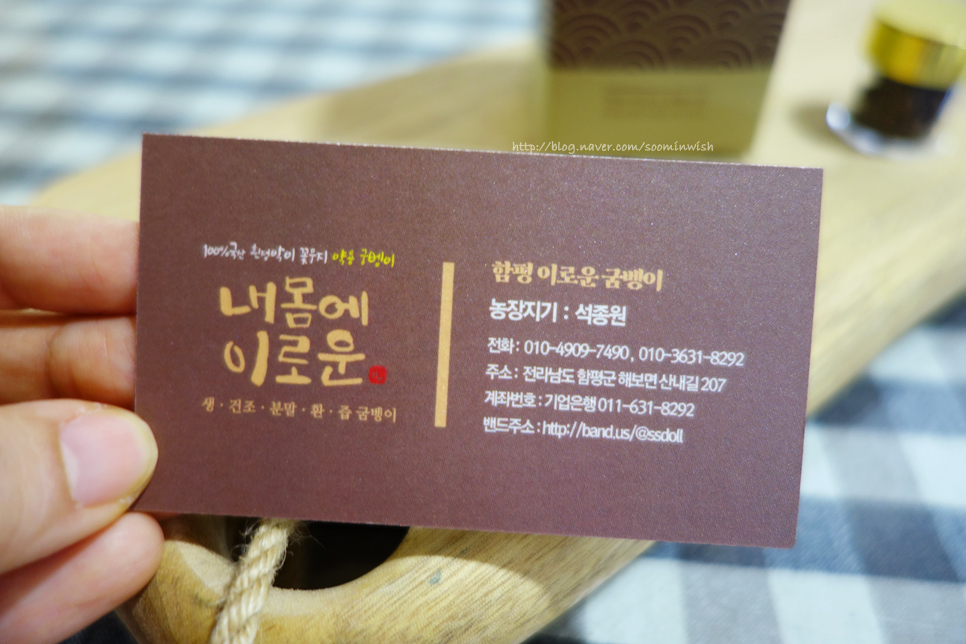 http://blog.naver.com/soominwish
100%국산 흰점박이 꽃무지 약용 굼벵이
내몸에
이로운
생·건조·분말·환·즙 굼벵이
함평 이로운 굼벵이
농장지기 : 석종원
전화 : 010-4909-7490, 010-3631-8292
주소 : 전라남도 함평군 해보면 산내길 207
계좌번호 : 기업은행 011-631-8292
밴드주소 : http://band.us/@ssdoll